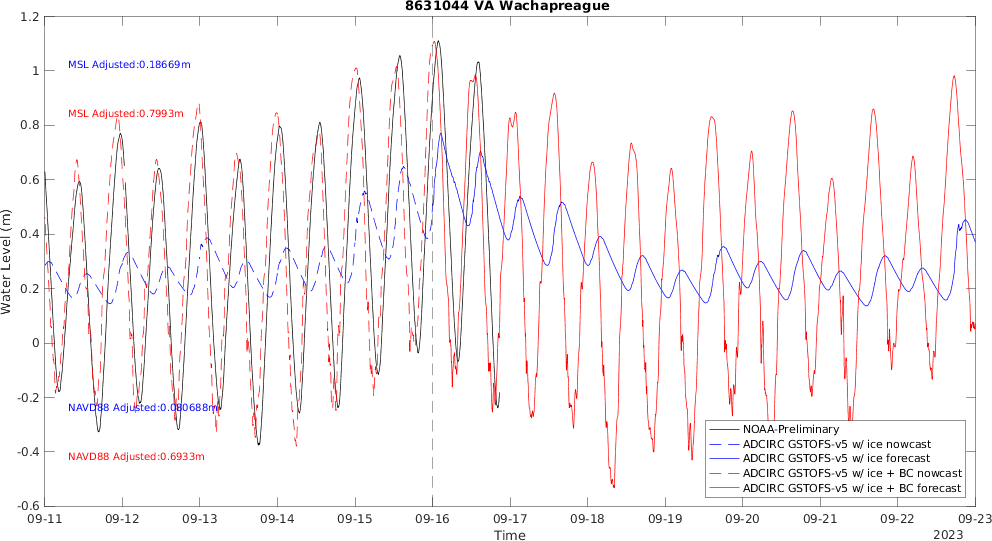 8631044 VA Wachapreague
1.2
1
0.8
0.6
0.4
0.2
0
-0.2
-0.4
-0.6
Water Level (m)
MSL Adjusted:0.18669m
MSL Adjusted:0.7993m
NAVD88 Adjusted:0.080688m
NAVD88 Adjusted:0.6933m
NOAA-Preliminary
ADCIRC GSTOFS-v5 w/ ice nowcast
ADCIRC GSTOFS-v5 w/ ice forecast
ADCIRC GSTOFS-v5 w/ ice + BC nowcast
ADCIRC GSTOFS-v5 w/ ice + BC forecast
09-11 09-12 09-13 09-14 09-15 09-16 09-17 09-18 09-19 09-20 09-21 09-22 09-23
Time
2023